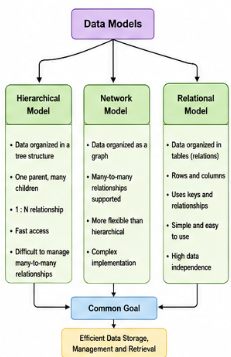 Data Models
Hierarchical
Model
• Data organized in a
tree structure
• One parent, many
children
• 1 : N relationship
• Fast access
• Difficult to manage
many-to-many
relationships
Network
Model
• Data organized as a
graph
• Many-to-many
relationships
supported
• More flexible than
hierarchical
• Complex
implementation
Relational
Model
• Data organized in
tables (relations)
• Rows and columns
• Uses keys and
relationships
• Simple and easy
to use
• High data
independence
Common Goal
Efficient Data Storage,
Management and Retrieval